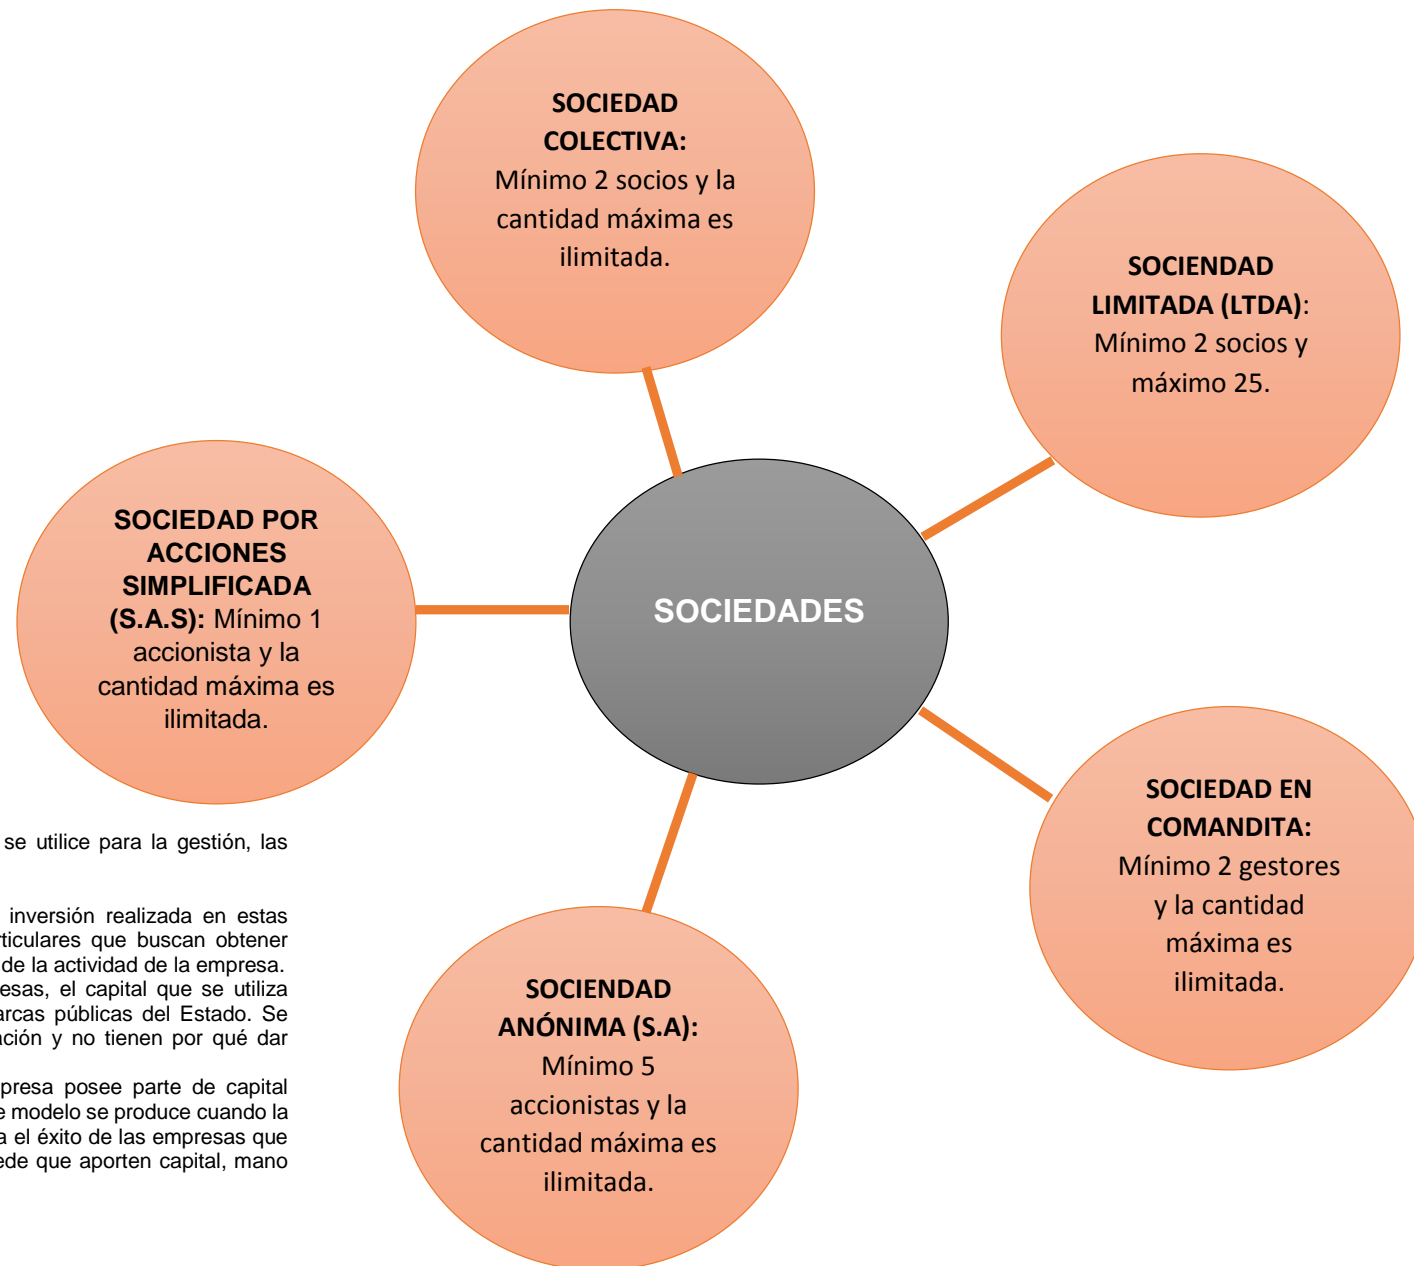 SOCIEDAD
COLECTIVA:
Mínimo 2 socios y la
cantidad máxima es
ilimitada.
SOCIENDAD
LIMITADA (LTDA):
Mínimo 2 socios y
máximo 25.
SOCIEDAD POR
ACCIONES
SIMPLIFICADA
(S.A.S): Mínimo 1
accionista y la
cantidad máxima es
ilimitada.
SOCIEDADES
SOCIEDAD EN
COMANDITA:
Mínimo 2 gestores
y la cantidad
máxima es
ilimitada.
SOCIENDAD
ANÓNIMA (S.A):
Mínimo 5
accionistas y la
cantidad máxima es
ilimitada.
se utilice para la gestión, las
inversión realizada en estas
rticulares que buscan obtener
de la actividad de la empresa.
esas, el capital que se utiliza
arcas públicas del Estado. Se
ación y no tienen por qué dar
presa posee parte de capital
e modelo se produce cuando la
a el éxito de las empresas que
ede que aporten capital, mano